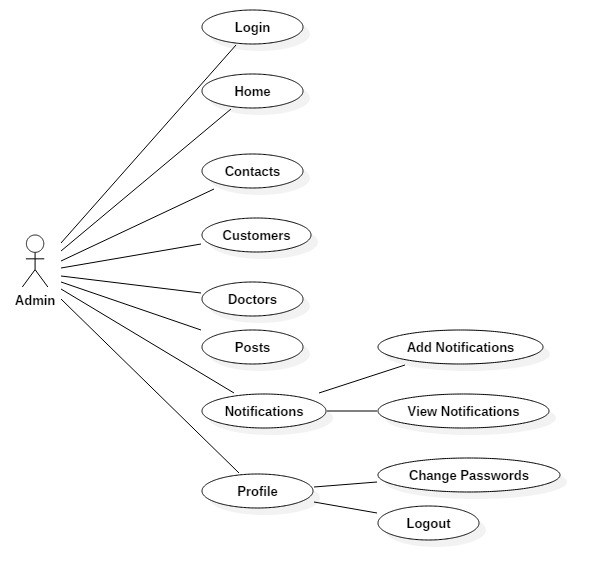 Login
Home
Contacts
Customers
Admin
Doctors
Posts
Add Notifications
Notifications
View Notifications
Profile
Change Passwords
Logout